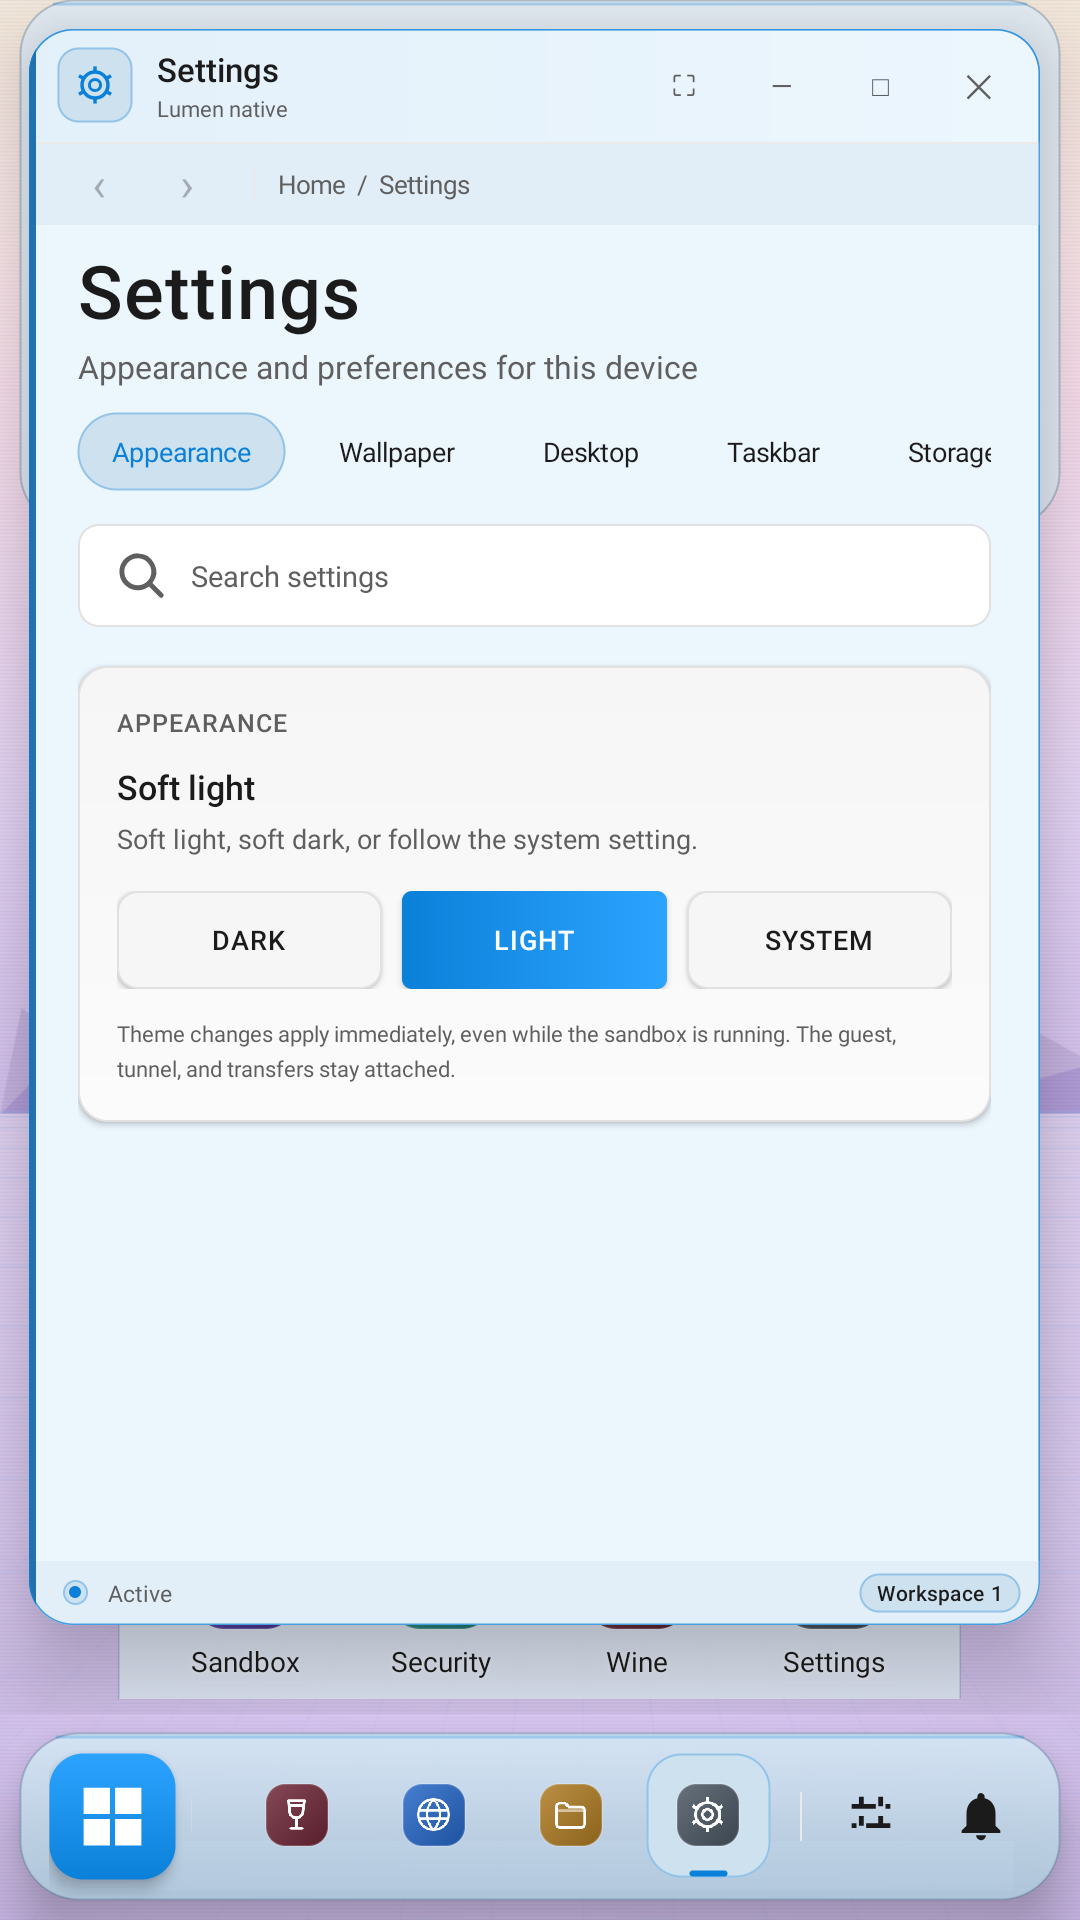 Settings
Lumen native
Home / Settings
Settings
Appearance and preferences for this device
Appearance Wallpaper Desktop Taskbar Storage
Search settings
APPEARANCE
Soft light
Soft light, soft dark, or follow the system setting.
DARK LIGHT SYSTEM
Theme changes apply immediately, even while the sandbox is running. The guest,
tunnel, and transfers stay attached.
Active Workspace 1
Sandbox Security Wine Settings